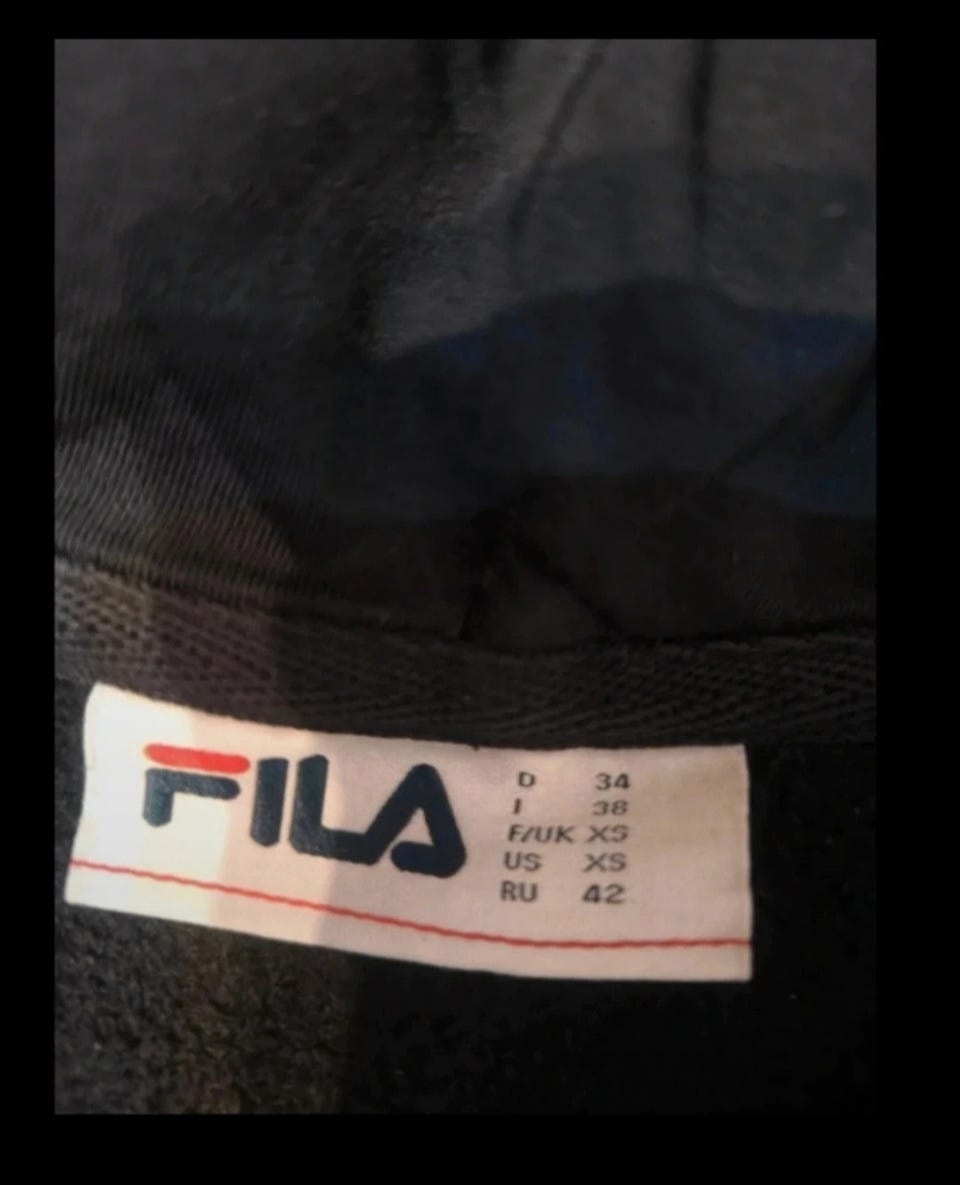 FILA
D 34
I 38
F/UK XS
US XS
RU 42